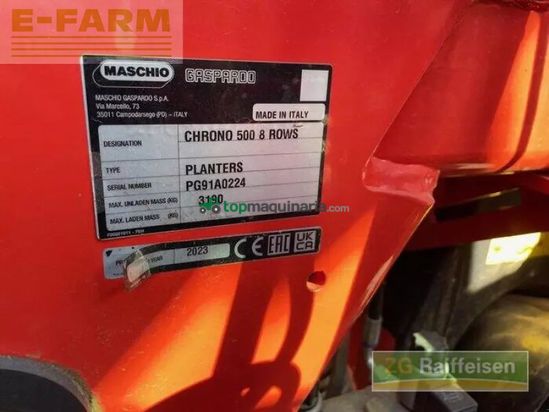 E-FARM
MASCHIO GASPARDO
MASCHIO GASPARDO S.p.A.
Via Marcello, 73
35011 Campodarsego (PD) - ITALY
MADE IN ITALY
DESIGNATION CHRONO 500 8 ROWS
TYPE PLANTERS
SERIAL NUMBER PG91A0224
MAX. UNLADEN MASS (KG) 3190
MAX. LADEN MASS (KG)
topmaquinaria.com
YEAR 2023 CE EAC UK CA
ZG Raiffeisen